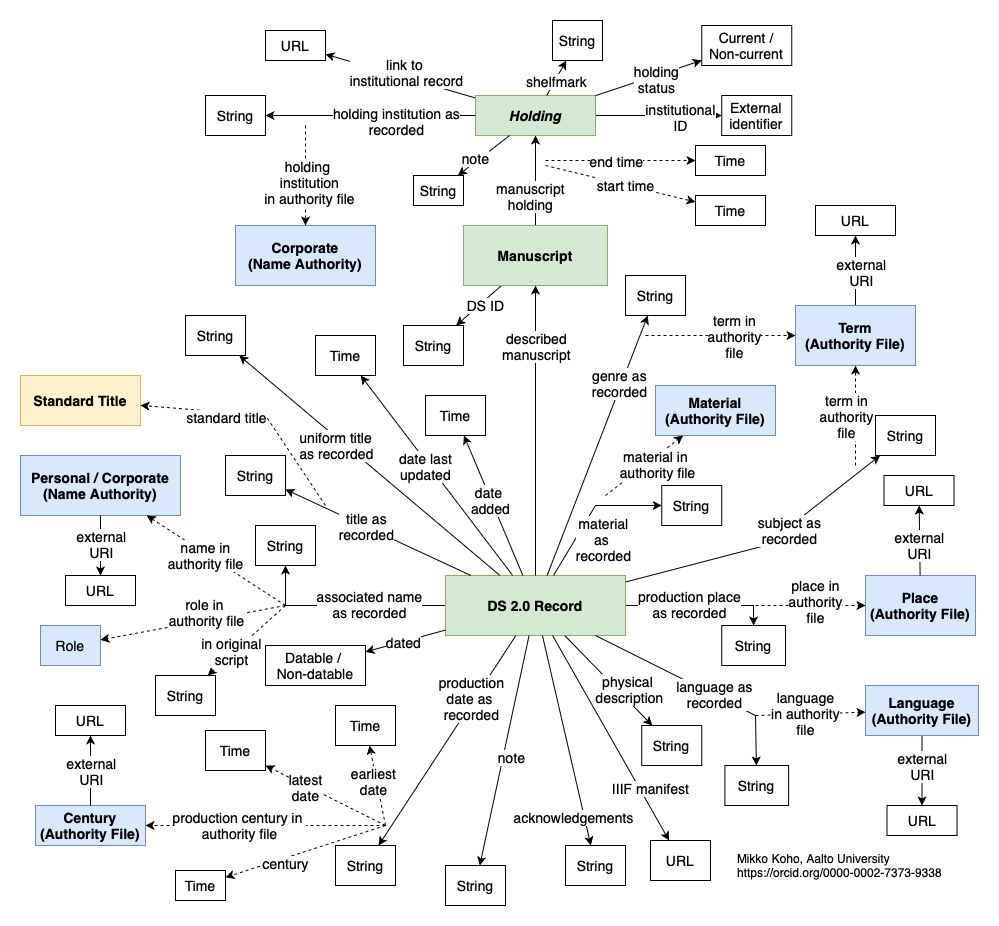 URL
String
Current /
Non-current
link to
institutional record
shelfmark
holding
status
String
holding institution as
recorded
Holding
institutional
ID
External
identifier
holding
institution
in authority file
note
String
manuscript
holding
end time
Time
start time
Time
Corporate
(Name Authority)
Manuscript
URL
external
URI
DS ID
String
String
described
manuscript
term in
authority
file
Term
(Authority File)
String
Time
genre as
recorded
Material
(Authority File)
Standard Title
standard title
uniform title
as recorded
Time
term in
authority
file
String
date last
updated
material in
authority file
Personal / Corporate
(Name Authority)
String
date
added
String
URL
title as
recorded
material
as
recorded
subject as
recorded
external
URI
URL
name in
authority file
String
external
URI
role in
authority file
associated name
as recorded
DS 2.0 Record
production place
as recorded
place in
authority
file
Place
(Authority File)
Role
in original
script
String
Datable /
Non-datable
dated
String
production
date as
recorded
physical
description
language as
recorded
language
in authority
file
Language
(Authority File)
URL
external
URI
Time
latest
date
Time
earliest
date
note
String
String
external
URI
URL
IIIF manifest
Century
(Authority File)
production century in
authority file
century
Time
String
String
acknowledgements
String
URL
Mikko Koho, Aalto University
https://orcid.org/0000-0002-7373-9338